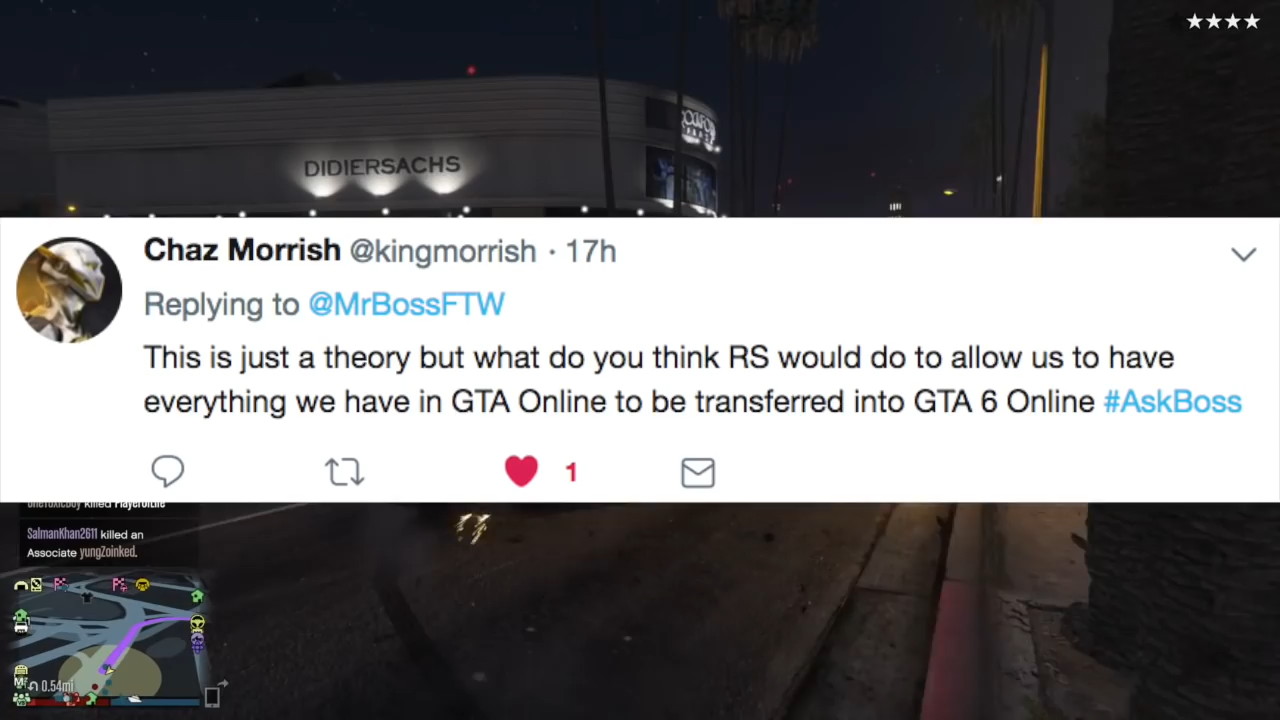 DIDIERSACHS
Chaz Morrish @kingmorrish · 17h
Replying to @MrBossFTW
This is just a theory but what do you think RS would do to allow us to have
everything we have in GTA Online to be transferred into GTA 6 Online #AskBoss
1
killed
SalmanKhan2611 killed an
Associate yungZoinked.
0.54mi